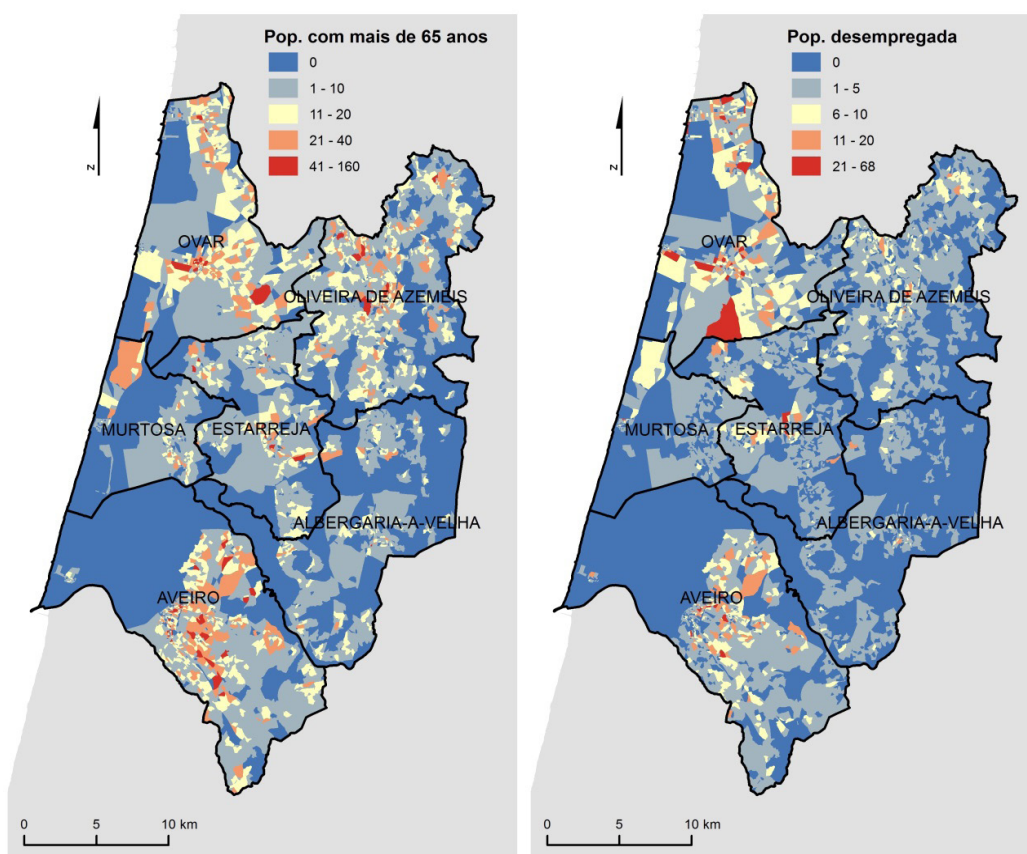 Pop. com mais de 65 anos
0
1 - 10
11 - 20
21 - 40
41 - 160
z
OVAR
OLIVEIRA DE AZEMEIS
MURTOSA
ESTARREJA
ALBERGARIA-A-VELHA
AVEIRO
0 5 10 km
Pop. desempregada
0
1 - 5
6 - 10
11 - 20
21 - 68
z
OVAR
OLIVEIRA DE AZEMEIS
MURTOSA
ESTARREJA
ALBERGARIA-A-VELHA
AVEIRO
0 5 10 km